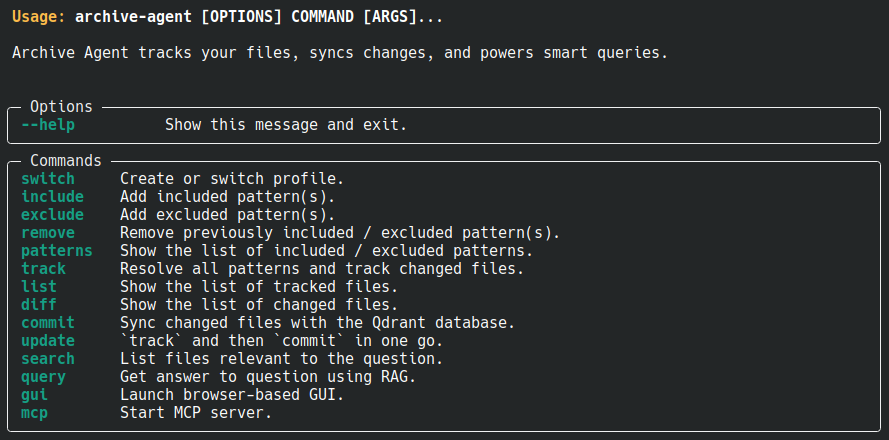 Usage: archive-agent [OPTIONS] COMMAND [ARGS]...
Archive Agent tracks your files, syncs changes, and powers smart queries.
Options
--help Show this message and exit.
Commands
switch Create or switch profile.
include Add included pattern(s).
exclude Add excluded pattern(s).
remove Remove previously included / excluded pattern(s).
patterns Show the list of included / excluded patterns.
track Resolve all patterns and track changed files.
list Show the list of tracked files.
diff Show the list of changed files.
commit Sync changed files with the Qdrant database.
update `track` and then `commit` in one go.
search List files relevant to the question.
query Get answer to question using RAG.
gui Launch browser-based GUI.
mcp Start MCP server.